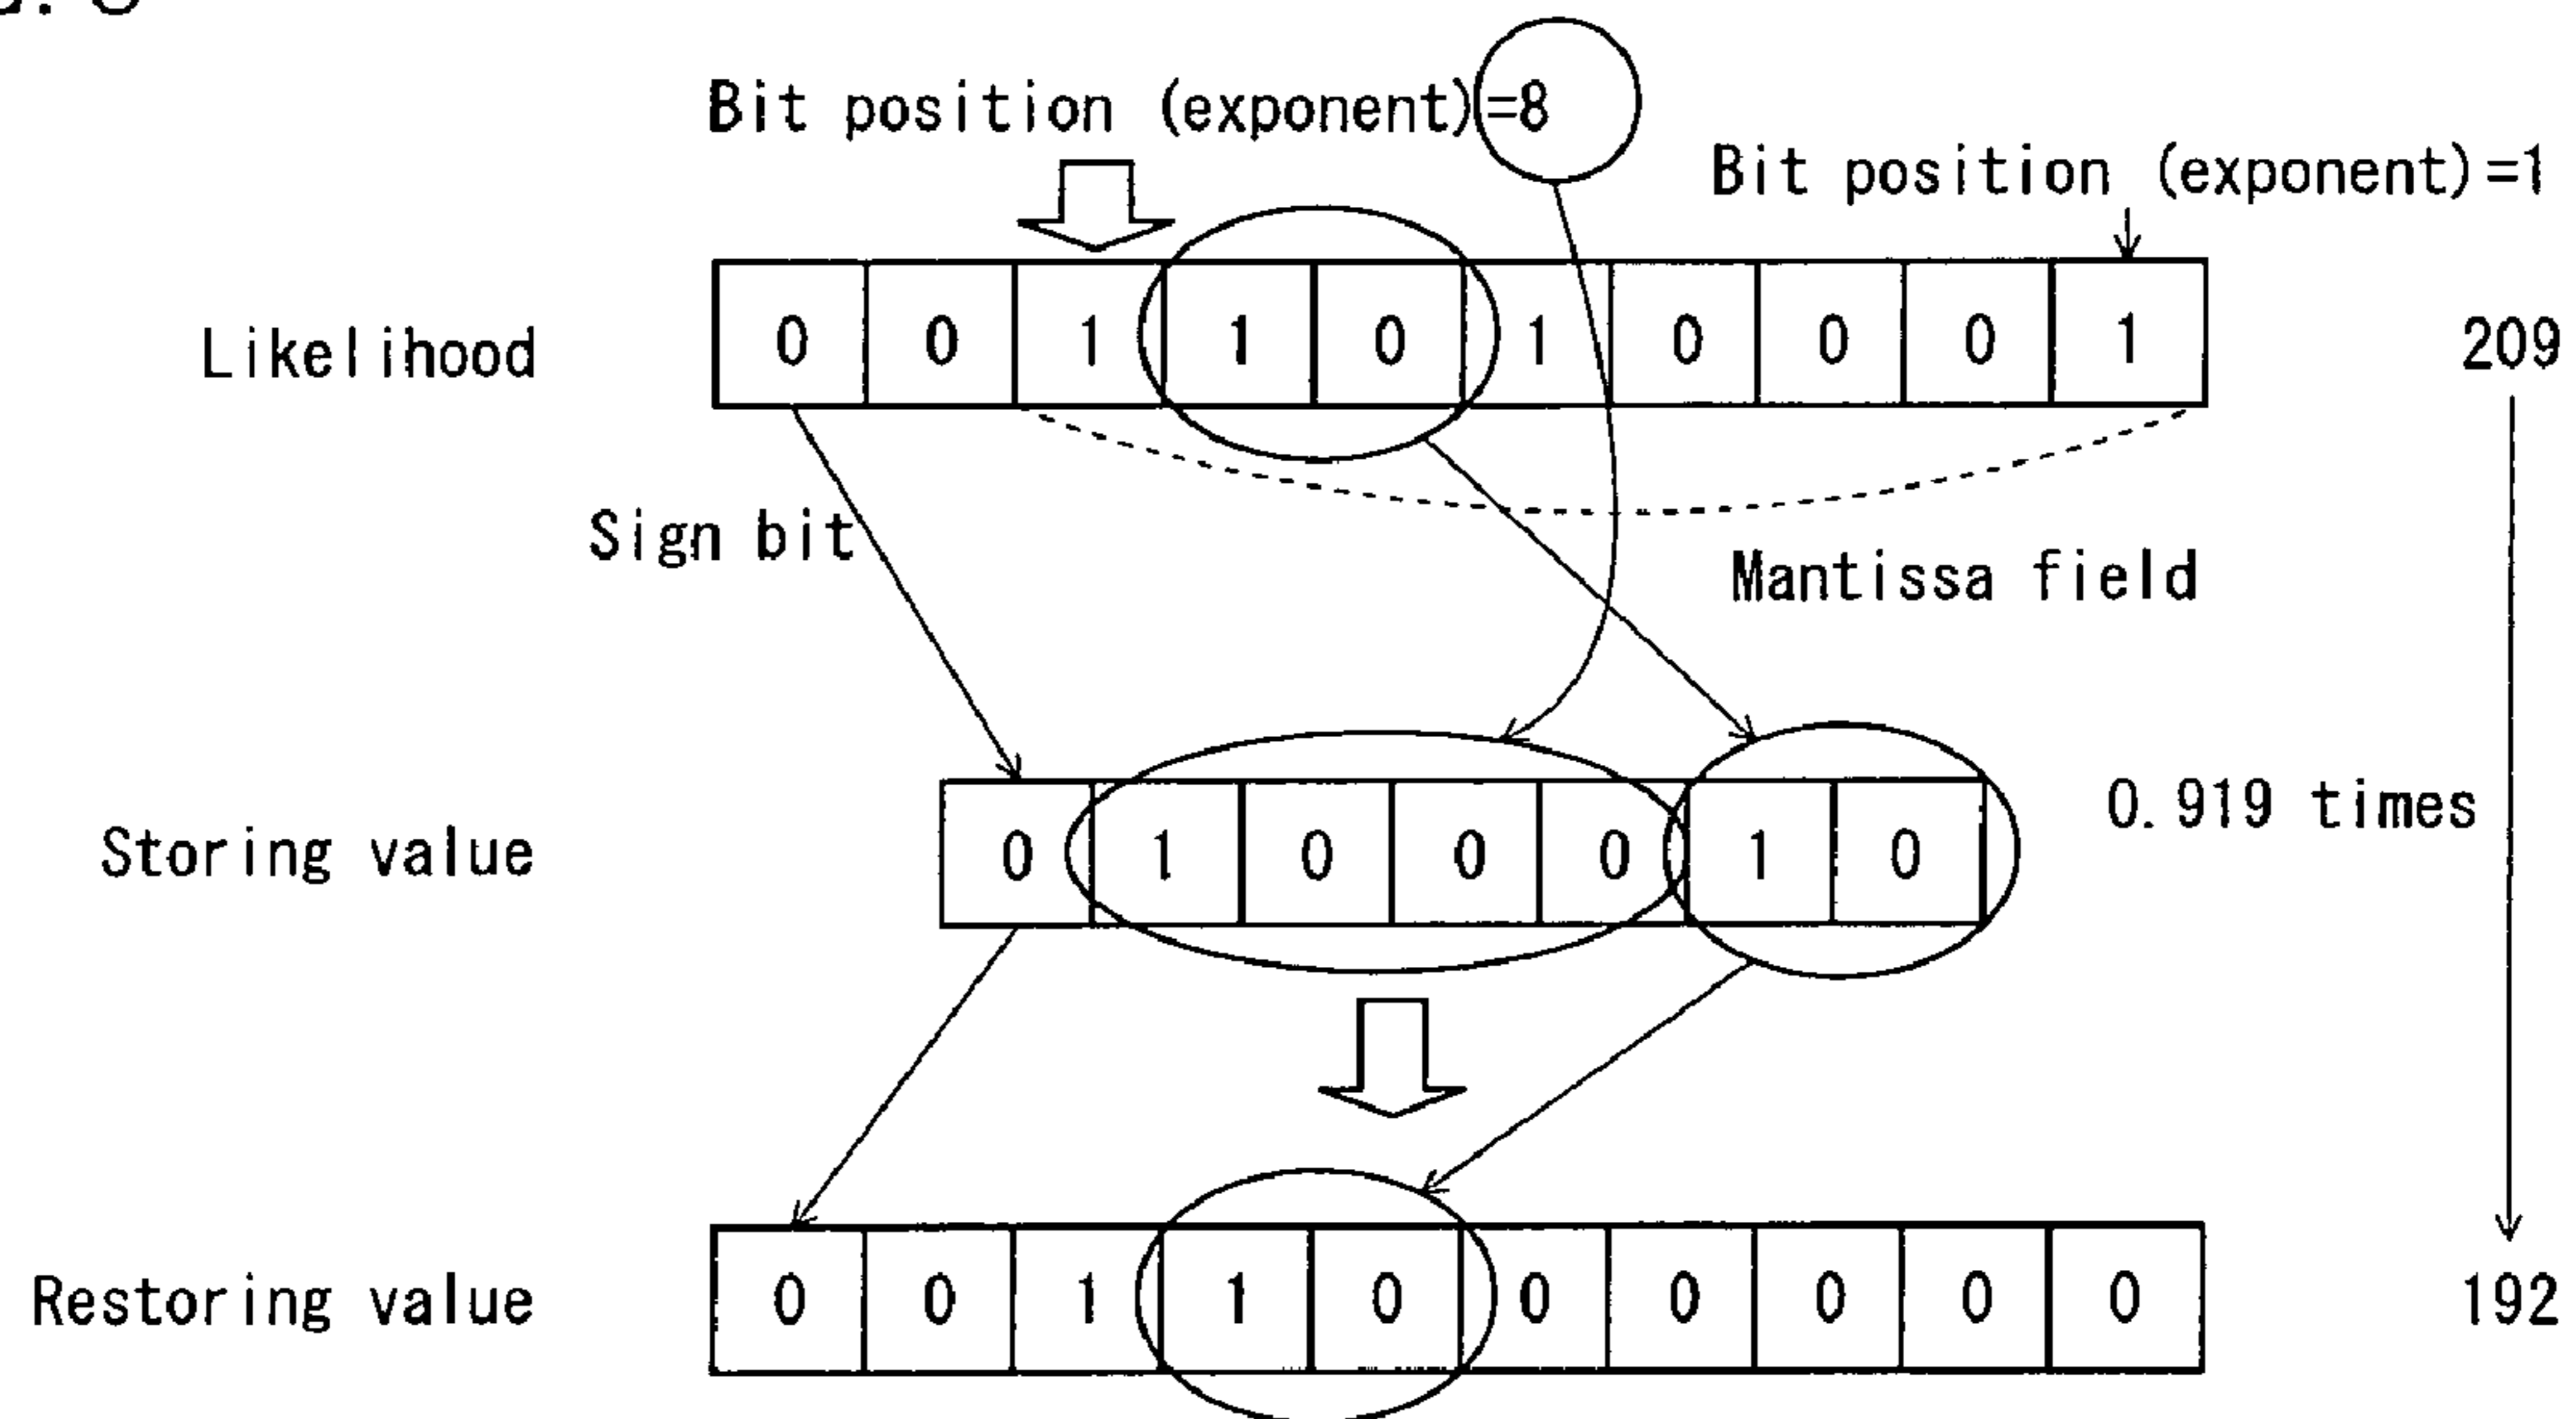 Bit position (exponent)=8
Bit position (exponent)=1
Likelihood 0 0 1 1 0 1 0 0 0 1 209
Sign bit
Mantissa field
Storing value 0 1 0 0 0 1 0 0.919 times
Restoring value 0 0 1 1 0 0 0 0 0 0 192